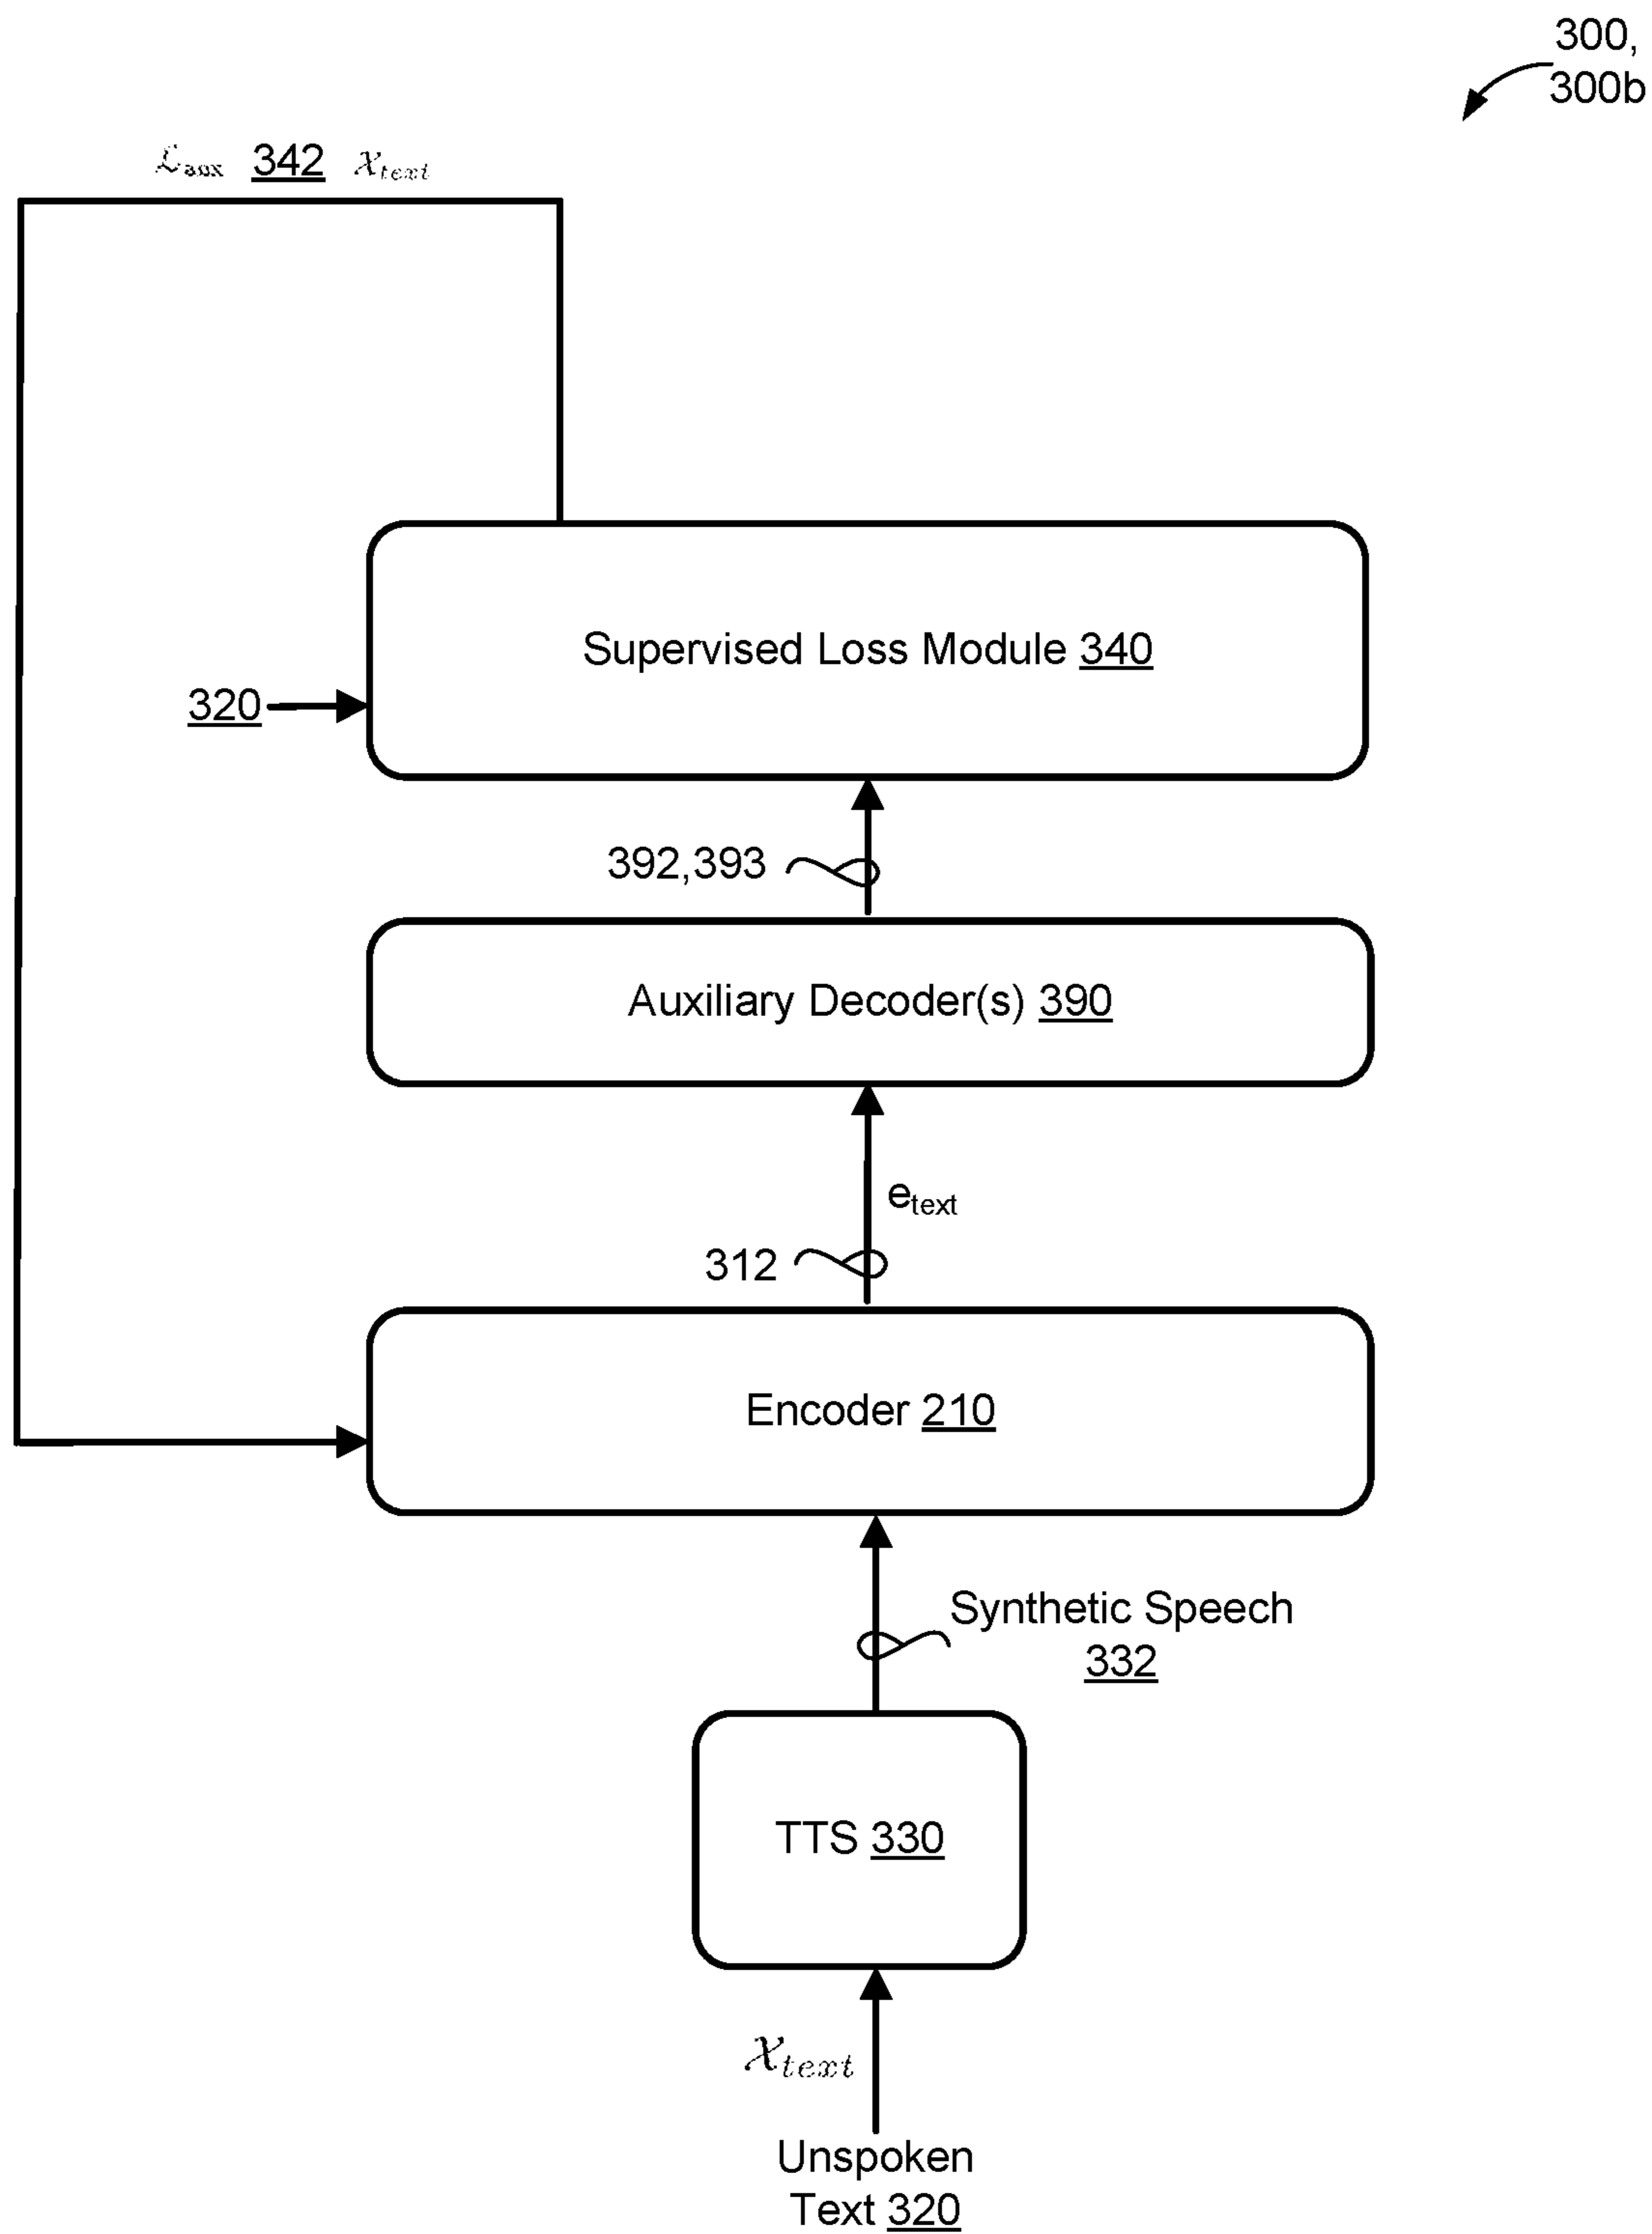 300,
300b
ℒaux 342 𝒳text
Supervised Loss Module 340
320
392,393
Auxiliary Decoder(s) 390
etext
312
Encoder 210
Synthetic Speech
332
TTS 330
𝒳text
Unspoken
Text 320